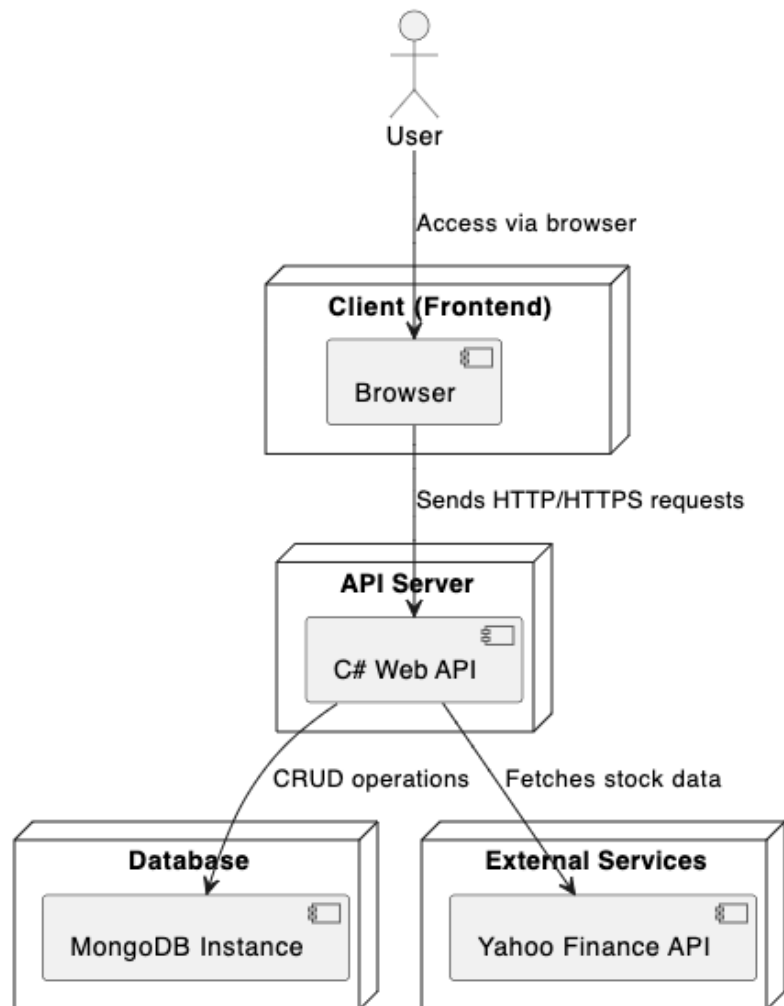 User
Access via browser
Client (Frontend)
Browser
Sends HTTP/HTTPS requests
API Server
C# Web API
CRUD operations
Fetches stock data
Database
External Services
MongoDB Instance
Yahoo Finance API